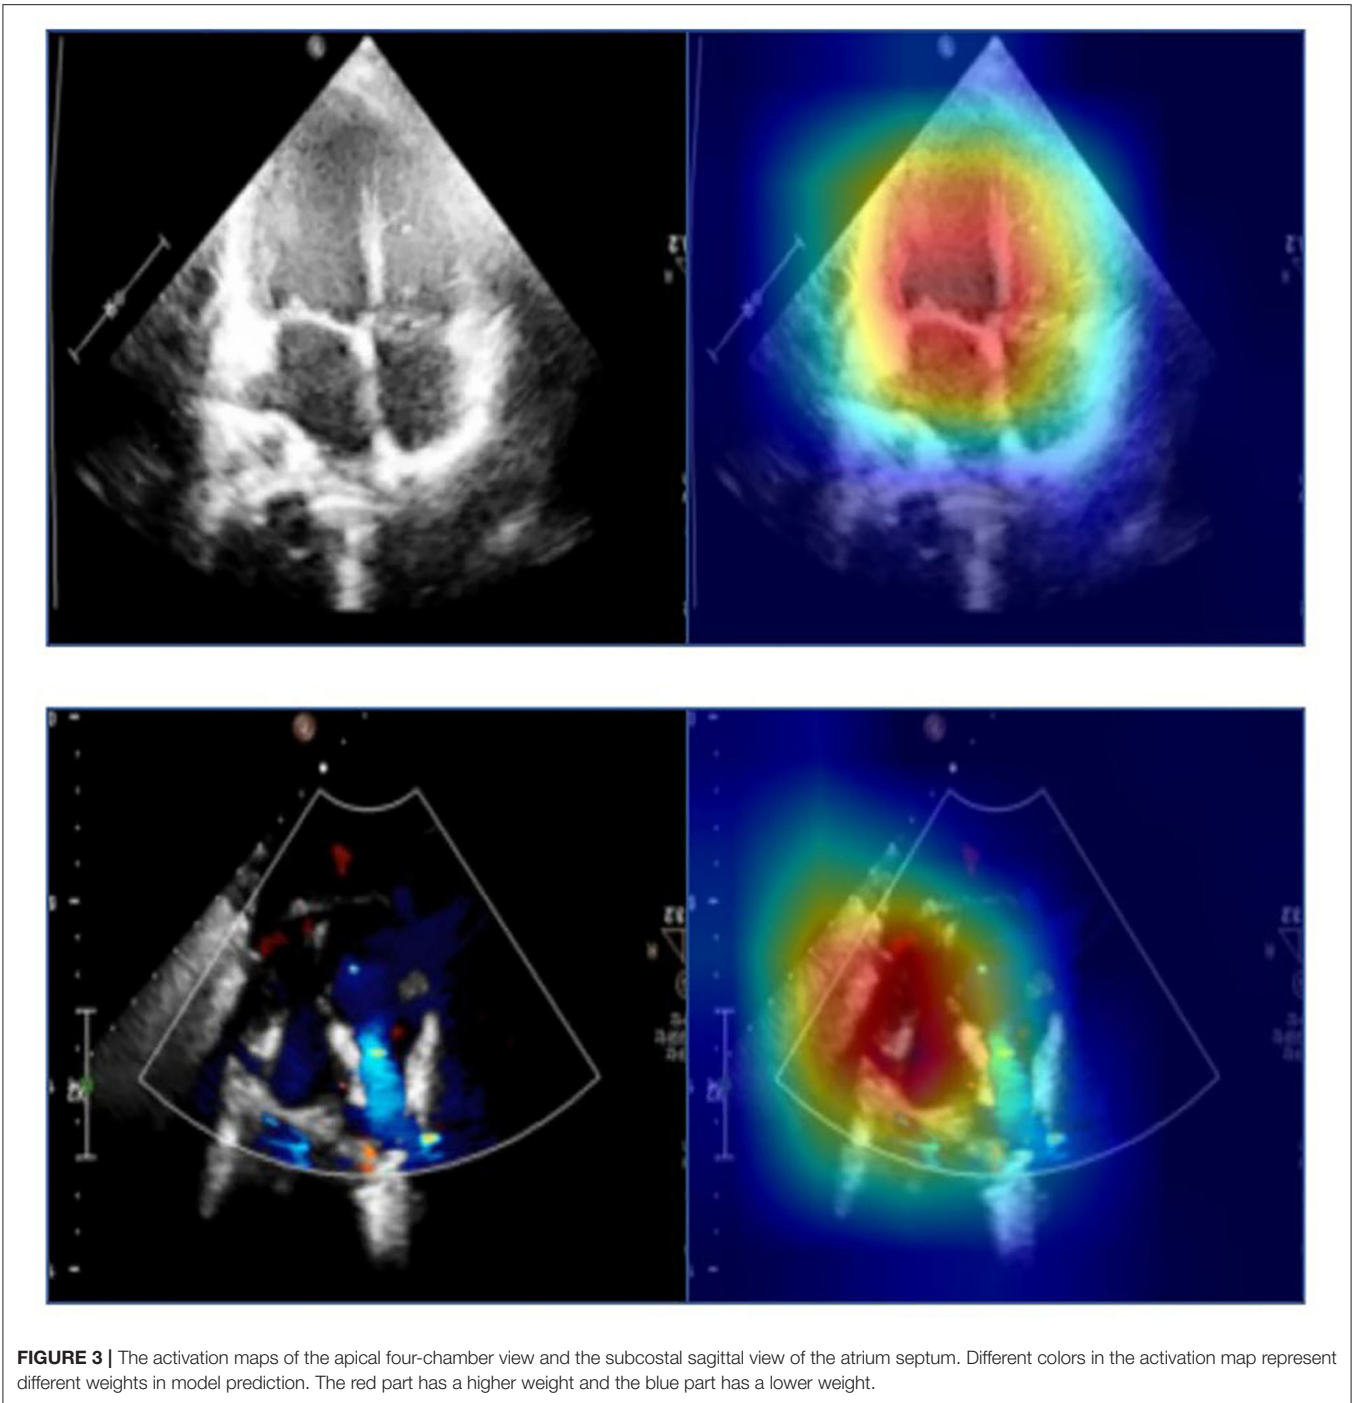 FIGURE 3 | The activation maps of the apical four-chamber view and the subcostal sagittal view of the atrium septum. Different colors in the activation map represent
different weights in model prediction. The red part has a higher weight and the blue part has a lower weight.